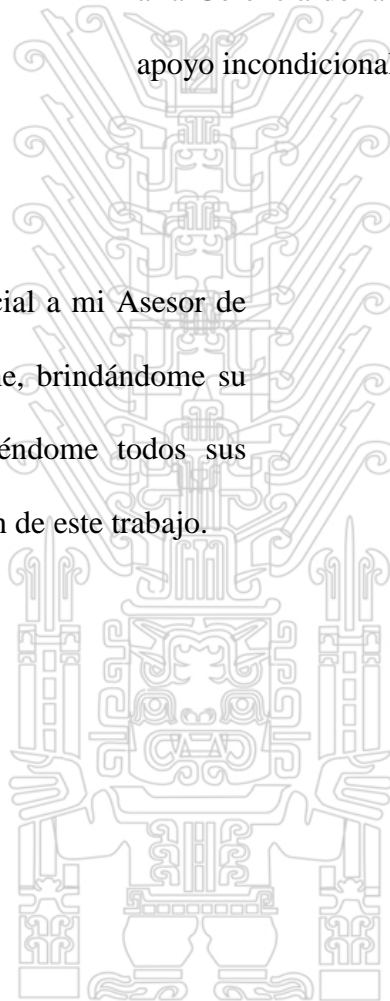 apoyo incondicional
cial a mi Asesor de
e, brindándome su
éndome todos sus
n de este trabajo.